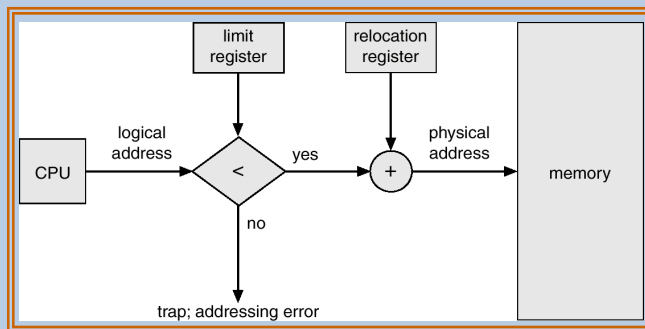 limit
register
relocation
register
logical
address
physical
address
CPU
<
yes
+
memory
no
trap; addressing error